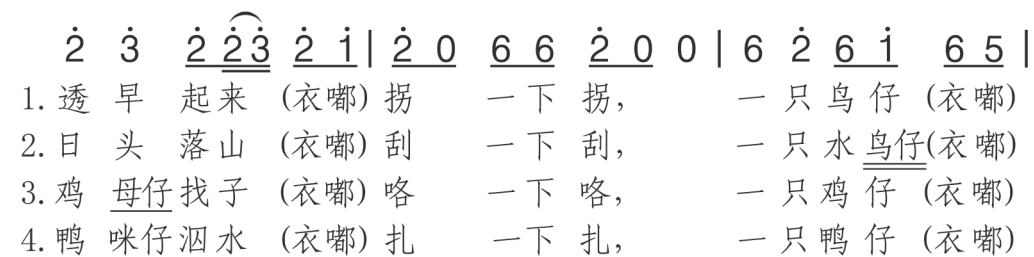 2̇ 3̇ 2̇ 2̇3̇ 2̇ 1̇ | 2̇ 0 6 6 2̇ 0 0 | 6 2̇ 6 1̇ 6 5 |
1. 透 早 起 来 (衣嘟) 拐 一 下 拐, 一 只 鸟 仔 (衣嘟)
2. 日 头 落 山 (衣嘟) 刮 一 下 刮, 一 只 水 鸟仔(衣嘟)
3. 鸡 母仔 找 子 (衣嘟) 咯 一 下 咯, 一 只 鸡 仔 (衣嘟)
4. 鸭 咪仔 泅 水 (衣嘟) 扎 一 下 扎, 一 只 鸭 仔 (衣嘟)